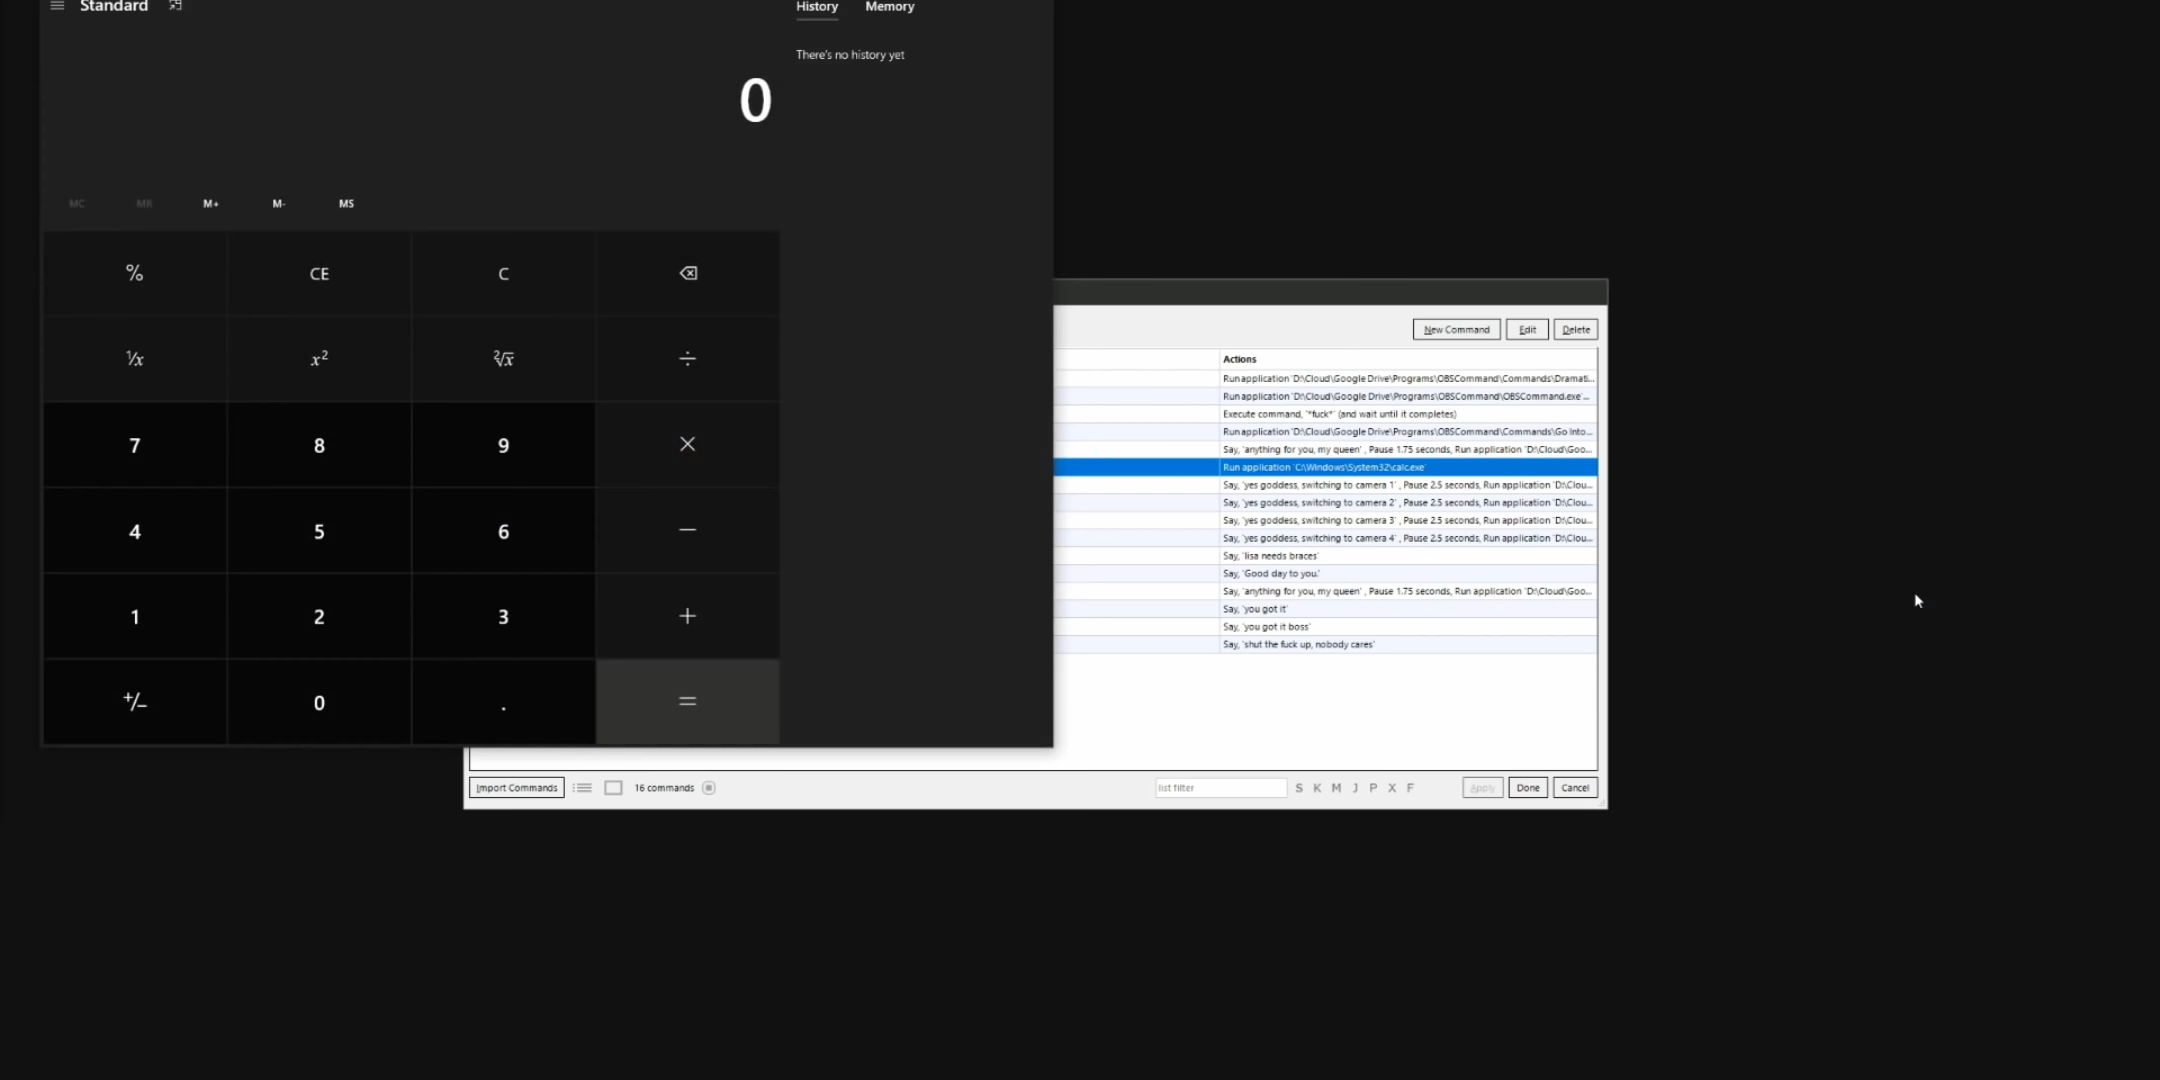 Standard
History Memory
There's no history yet
0
MC MR M+ M- MS
% CE C
¹/x x² ²√x ÷
7 8 9 ×
4 5 6 −
1 2 3 +
+/− 0 . =
New Command Edit Delete
Actions
Run application 'D:\Cloud\Google Drive\Programs\OBSCommand\Commands\Dramati...
Run application 'D:\Cloud\Google Drive\Programs\OBSCommand\OBSCommand.exe'...
Execute command, '*fuck*' (and wait until it completes)
Run application 'D:\Cloud\Google Drive\Programs\OBSCommand\Commands\Go Into...
Say, 'anything for you, my queen' , Pause 1.75 seconds, Run application 'D:\Cloud\Goo...
Run application 'C:\Windows\System32\calc.exe'
Say, 'yes goddess, switching to camera 1' , Pause 2.5 seconds, Run application 'D:\Clou...
Say, 'yes goddess, switching to camera 2' , Pause 2.5 seconds, Run application 'D:\Clou...
Say, 'yes goddess, switching to camera 3' , Pause 2.5 seconds, Run application 'D:\Clou...
Say, 'yes goddess, switching to camera 4' , Pause 2.5 seconds, Run application 'D:\Clou...
Say, 'lisa needs braces'
Say, 'Good day to you.'
Say, 'anything for you, my queen' , Pause 1.75 seconds, Run application 'D:\Cloud\Goo...
Say, 'you got it'
Say, 'you got it boss'
Say, 'shut the fuck up, nobody cares'
Import Commands 16 commands list filter S K M J P X F Apply Done Cancel